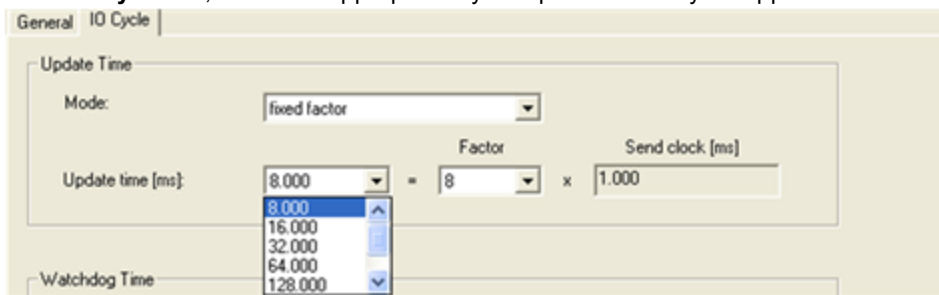 General IO Cycle
Update Time
Mode: fixed factor
Factor Send clock [ms]
Update time [ms]: 8.000 = 8 x 1.000
8.000
16.000
32.000
64.000
128.000
Watchdog Time